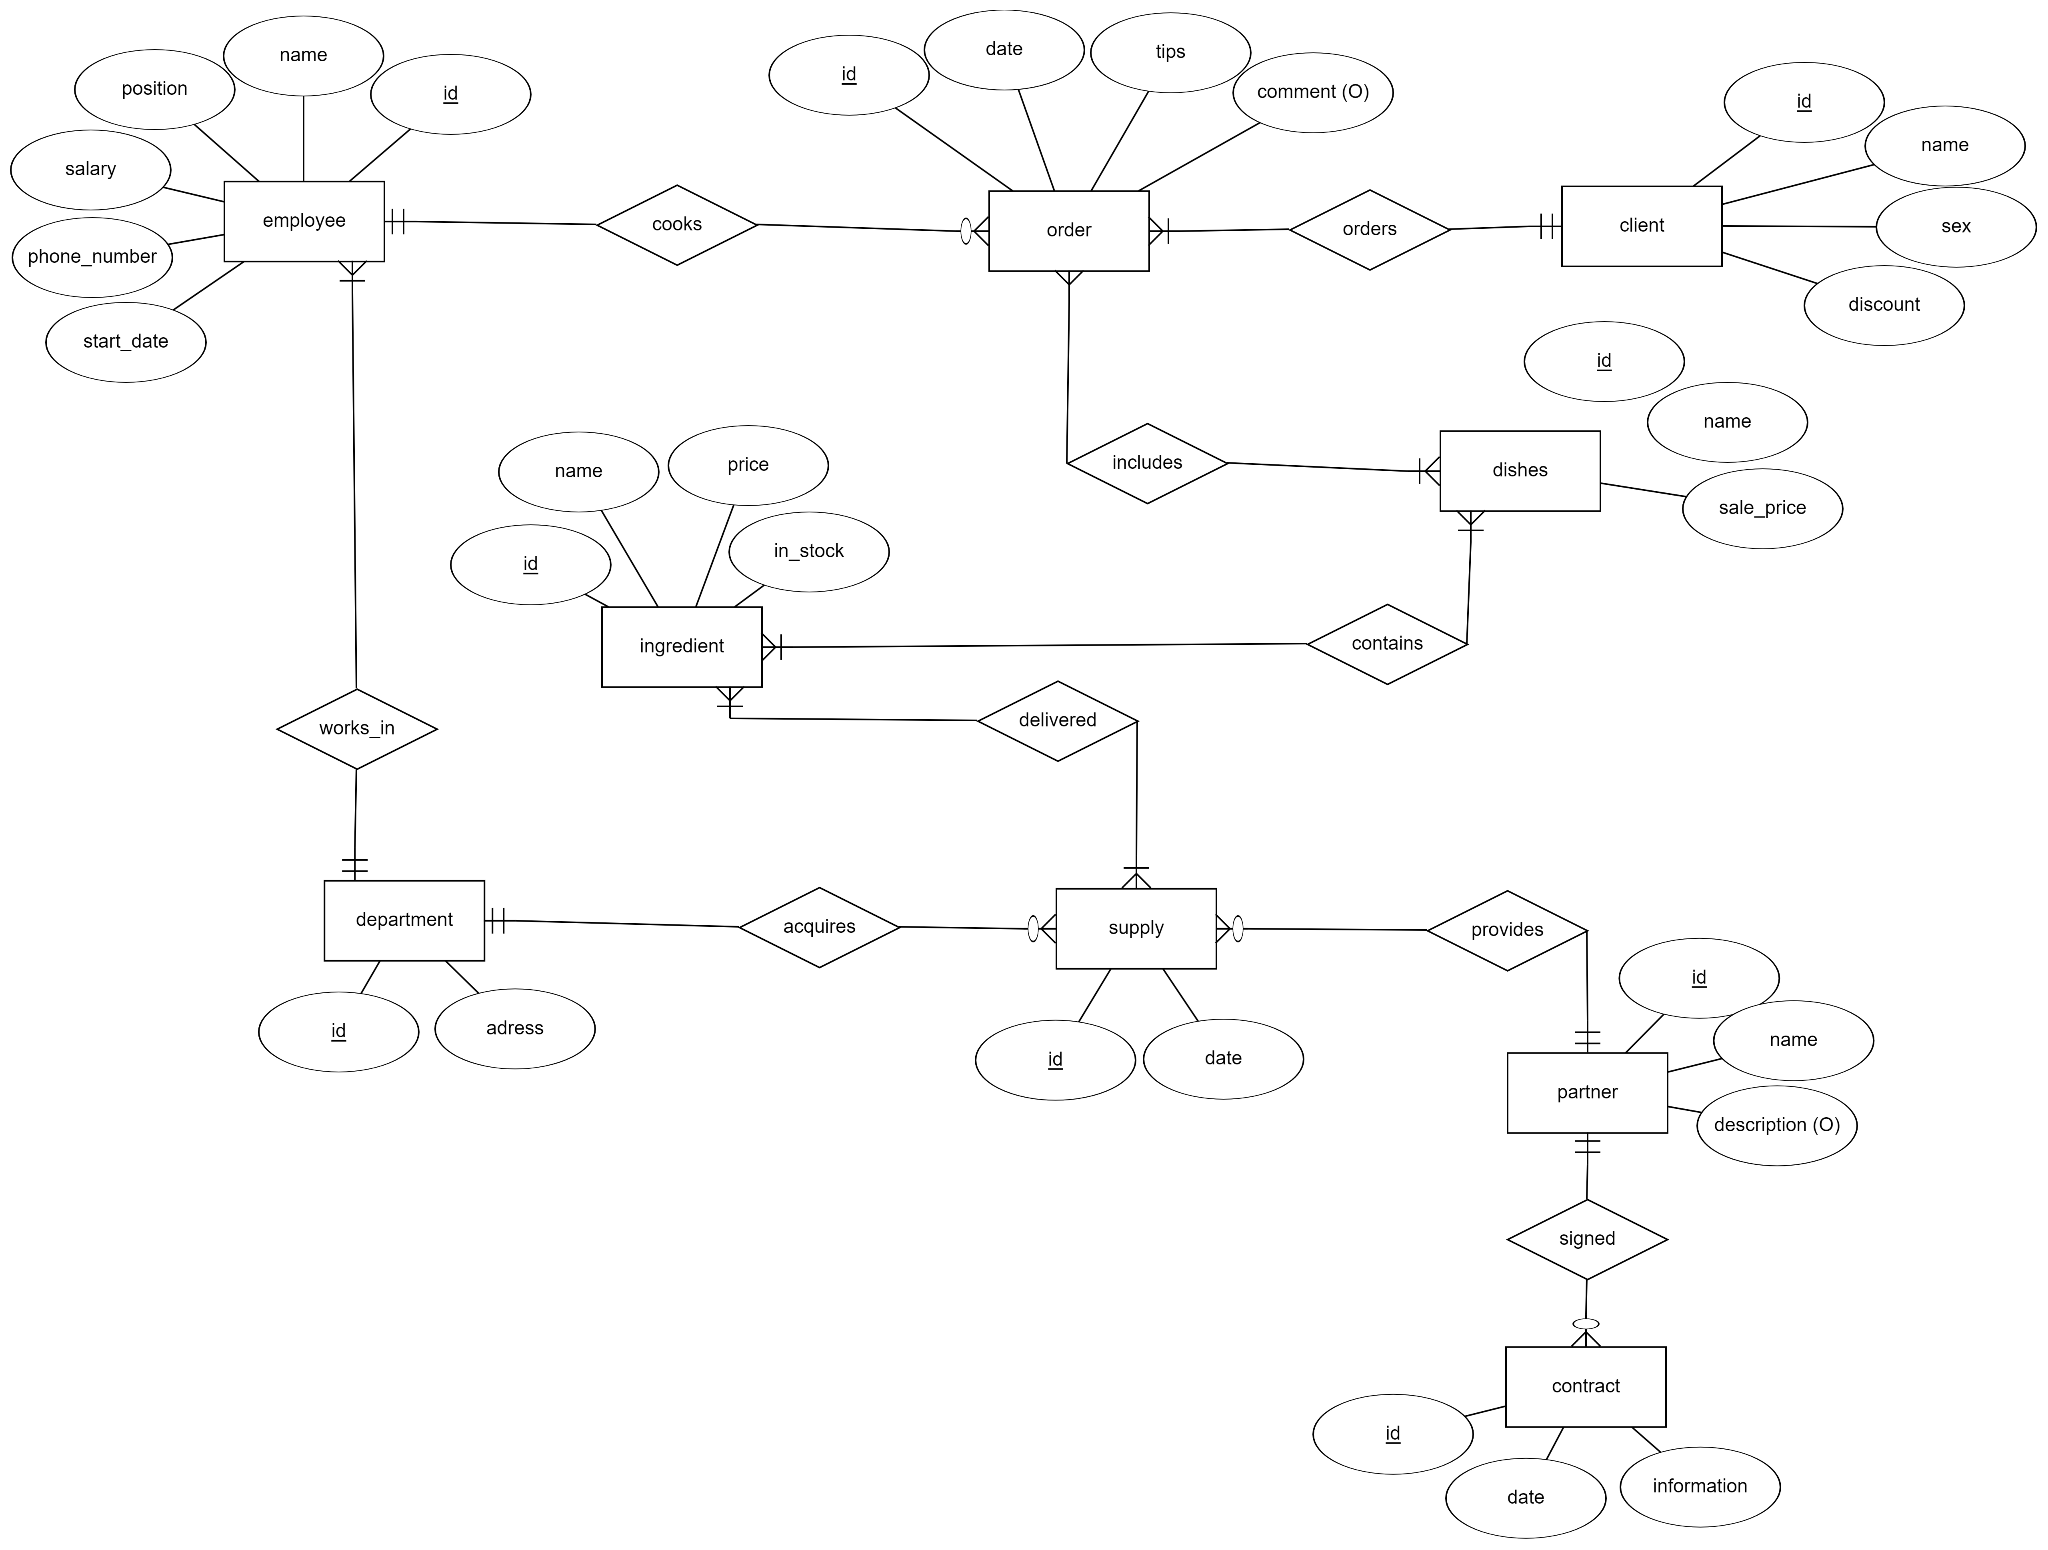 name
position
id
salary
employee
phone_number
start_date
cooks
id
date
tips
comment (O)
order
orders
id
name
client
sex
discount
id
name
includes
dishes
sale_price
name
price
id
in_stock
ingredient
contains
works_in
delivered
department
acquires
supply
provides
id
adress
id
date
id
name
partner
description (O)
signed
contract
id
date
information